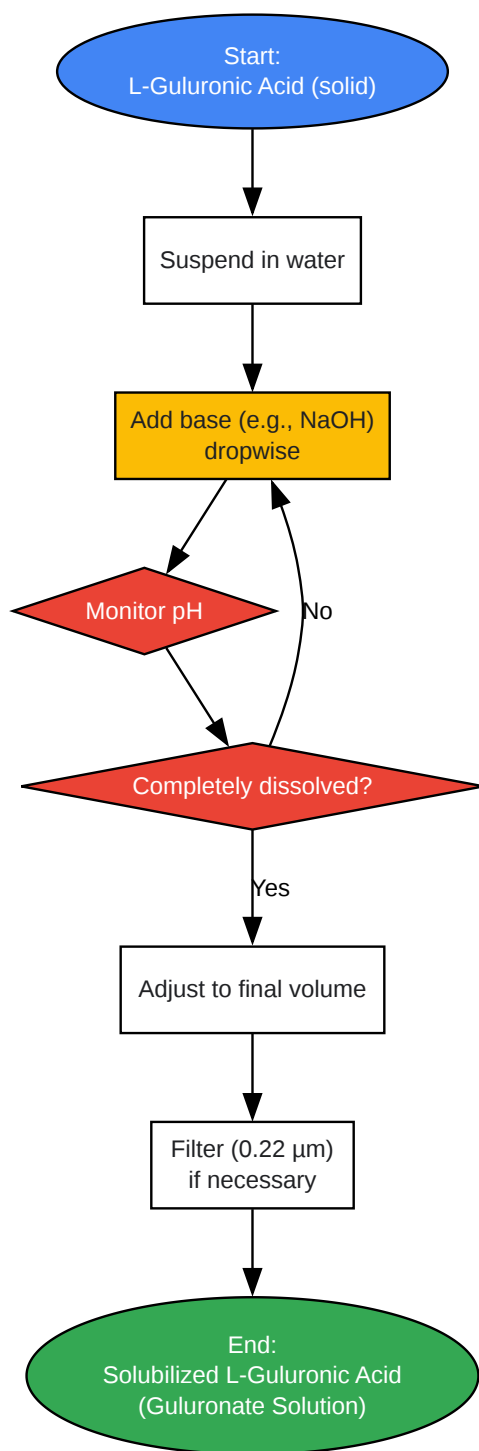 Start:
L-Guluronic Acid (solid)
Suspend in water
Add base (e.g., NaOH)
dropwise
Monitor pH
No
Completely dissolved?
Yes
Adjust to final volume
Filter (0.22 µm)
if necessary
End:
Solubilized L-Guluronic Acid
(Guluronate Solution)